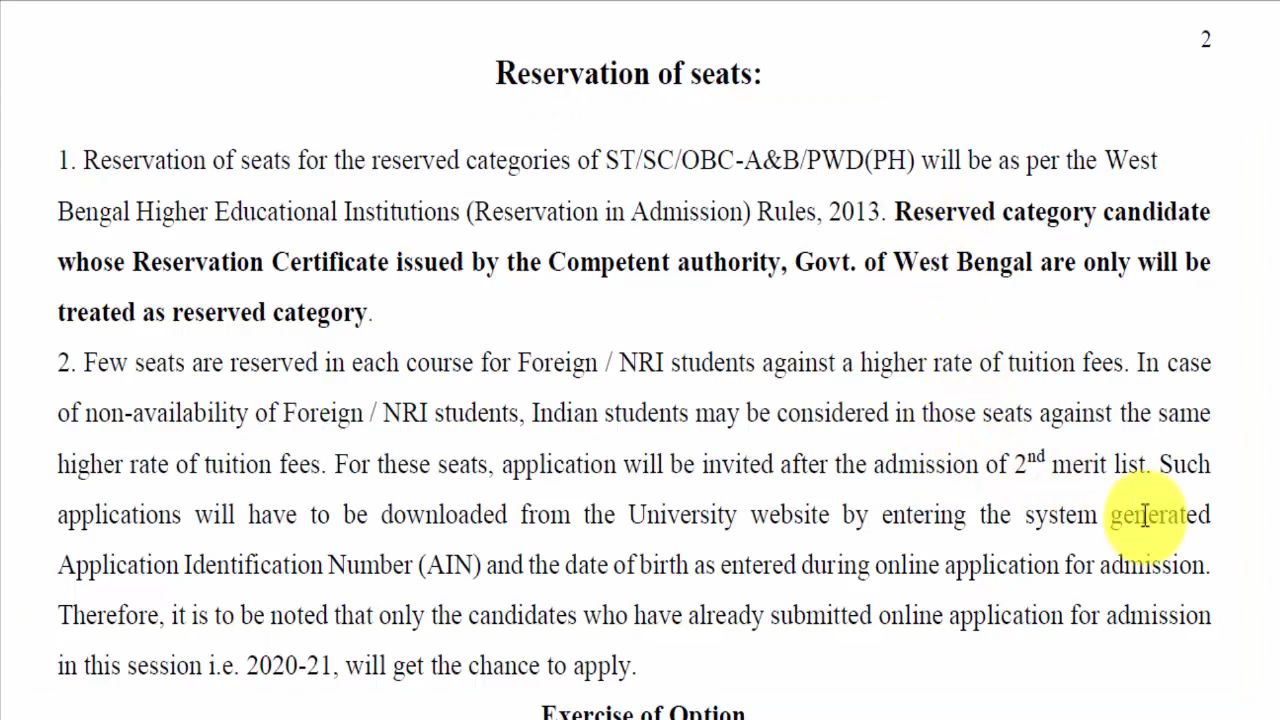 2
Reservation of seats:
1. Reservation of seats for the reserved categories of ST/SC/OBC-A&B/PWD(PH) will be as per the West
Bengal Higher Educational Institutions (Reservation in Admission) Rules, 2013. Reserved category candidate
whose Reservation Certificate issued by the Competent authority, Govt. of West Bengal are only will be
treated as reserved category.
2. Few seats are reserved in each course for Foreign / NRI students against a higher rate of tuition fees. In case
of non-availability of Foreign / NRI students, Indian students may be considered in those seats against the same
higher rate of tuition fees. For these seats, application will be invited after the admission of 2nd merit list. Such
applications will have to be downloaded from the University website by entering the system generated
Application Identification Number (AIN) and the date of birth as entered during online application for admission.
Therefore, it is to be noted that only the candidates who have already submitted online application for admission
in this session i.e. 2020-21, will get the chance to apply.
Exercise of Option